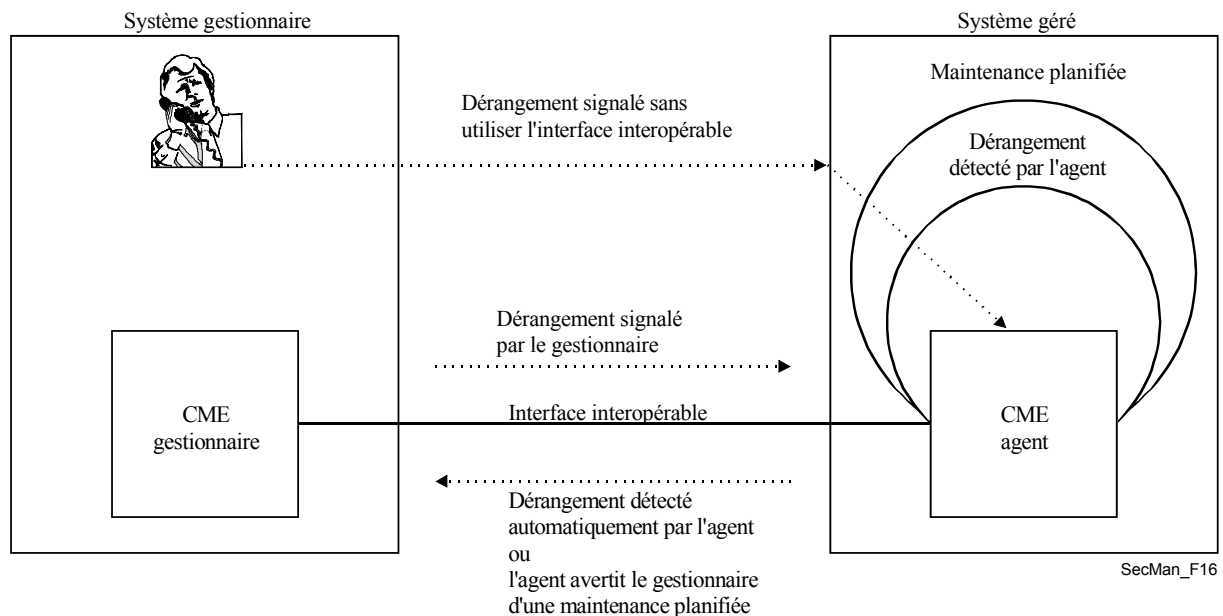 Système gestionnaire
Système géré
Maintenance planifiée
Dérangement signalé sans
utiliser l'interface interopérable
Dérangement
détecté par l'agent
Dérangement signalé
par le gestionnaire
CME
gestionnaire
Interface interopérable
CME
agent
Dérangement détecté
automatiquement par l'agent
ou
l'agent avertit le gestionnaire
d'une maintenance planifiée
SecMan_F16